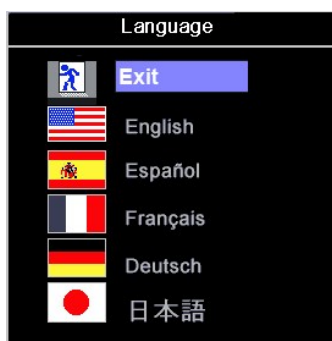 Language
Exit
English
Español
Français
Deutsch
日本語